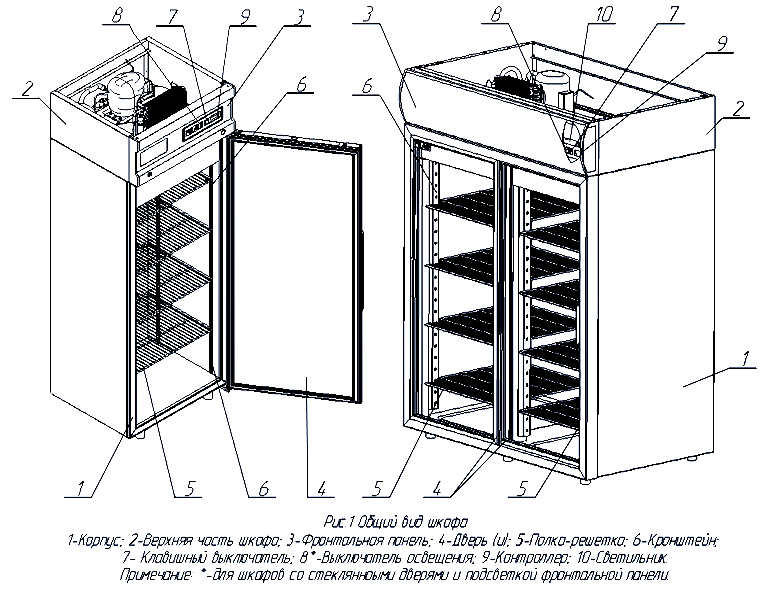 8 7 9 3
2
6
3
8 10 7
9
6
2
1
1 5 6 4
5 4 5
Рис.1 Общий вид шкафа
1-Корпус; 2-Верхняя часть шкафа; 3-Фронтальная панель; 4-Дверь (и); 5-Полка-решетка; 6-Кронштейн;
7- Клавишный выключатель; 8*-Выключатель освещения; 9-Контроллер; 10-Светильник.
Примечание: *-для шкафов со стеклянными дверями и подсветкой фронтальной панели.